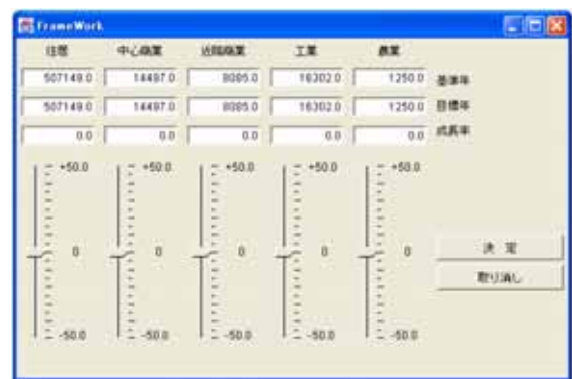 FrameWork
住居 中心商業 近隣商業 工業 農業
507149.0 14497.0 8085.0 16302.0 1250.0 基準年
507149.0 14497.0 8085.0 16302.0 1250.0 目標年
0.0 0.0 0.0 0.0 0.0 成長率
+50.0 +50.0 +50.0 +50.0 +50.0
0 0 0 0 0
決 定
取り消し
-50.0 -50.0 -50.0 -50.0 -50.0